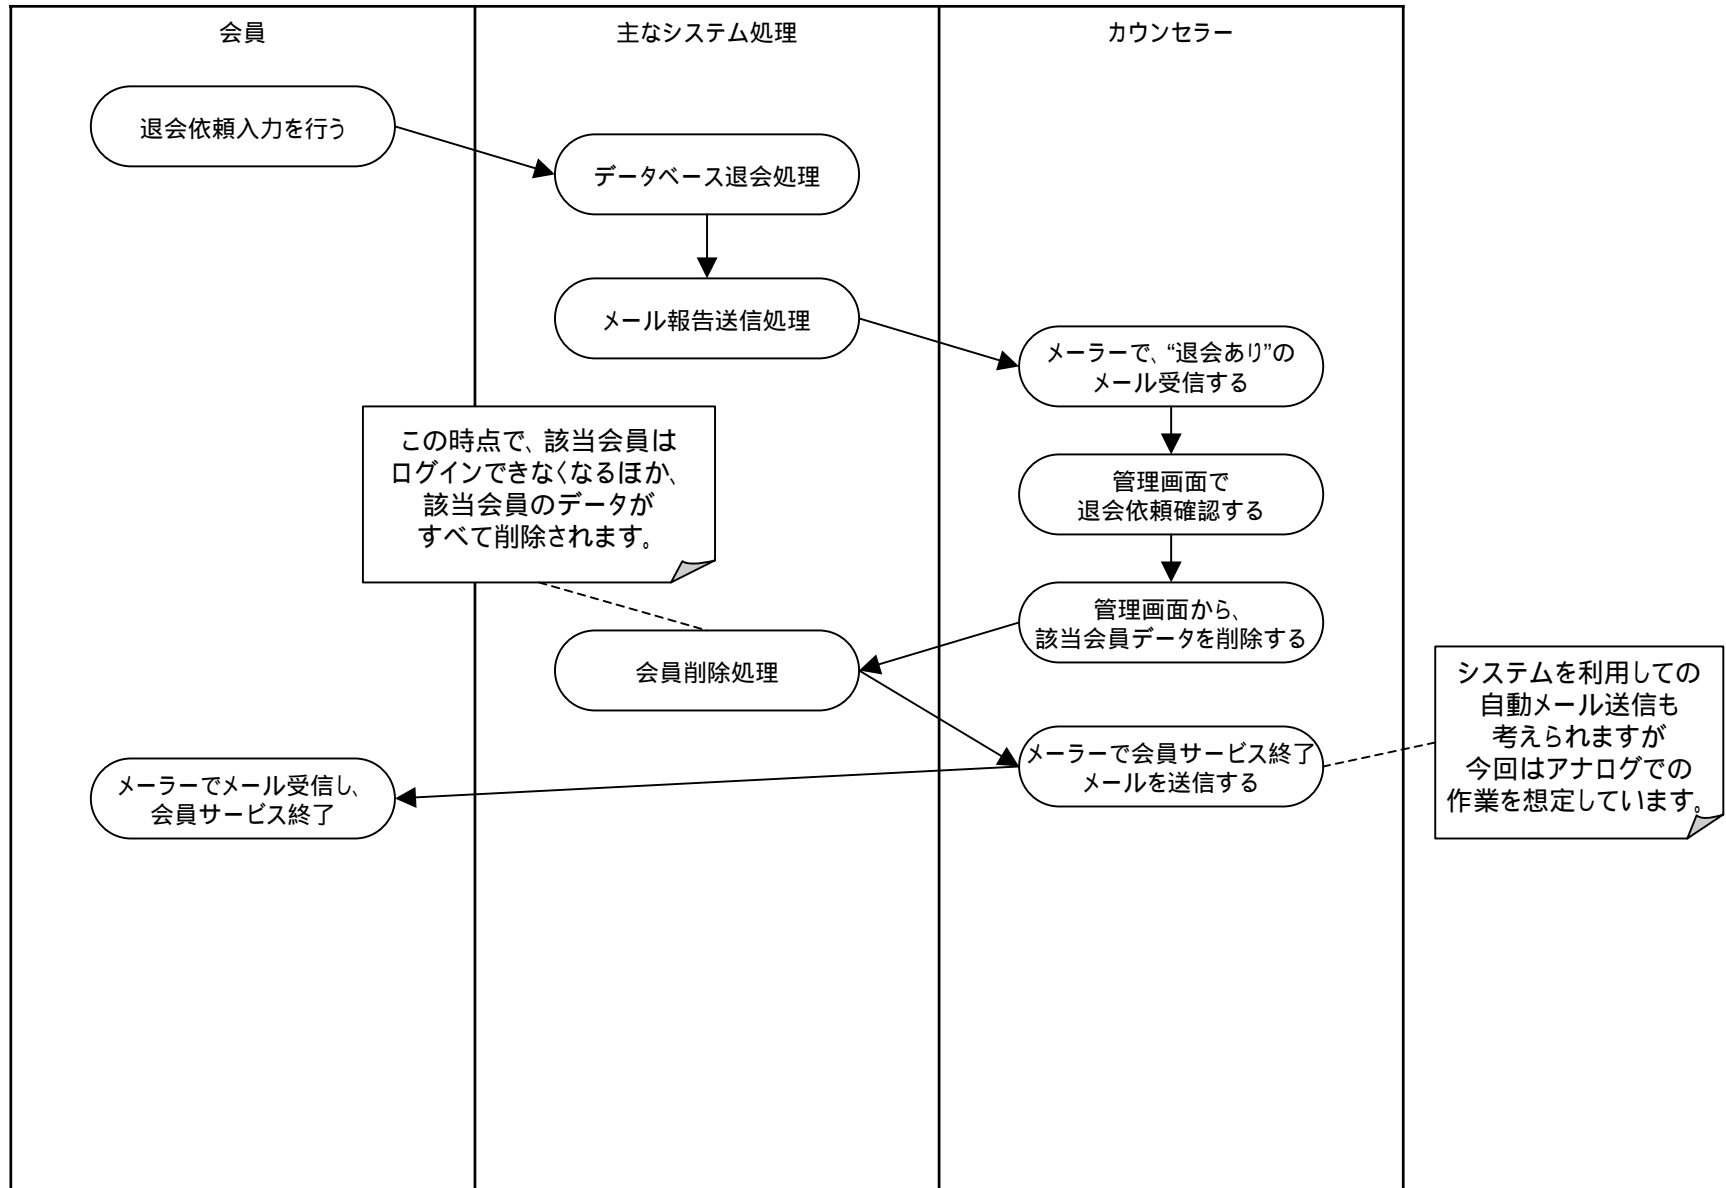 会員
主なシステム処理
カウンセラー
退会依頼入力を行う
データベース退会処理
メール報告送信処理
メーラーで、“退会あり”の
メール受信する
この時点で、該当会員は
ログインできなくなるほか、
該当会員のデータが
すべて削除されます。
管理画面で
退会依頼確認する
管理画面から、
該当会員データを削除する
会員削除処理
メーラーで会員サービス終了
メールを送信する
システムを利用しての
自動メール送信も
考えられますが
今回はアナログでの
作業を想定しています。
メーラーでメール受信し、
会員サービス終了